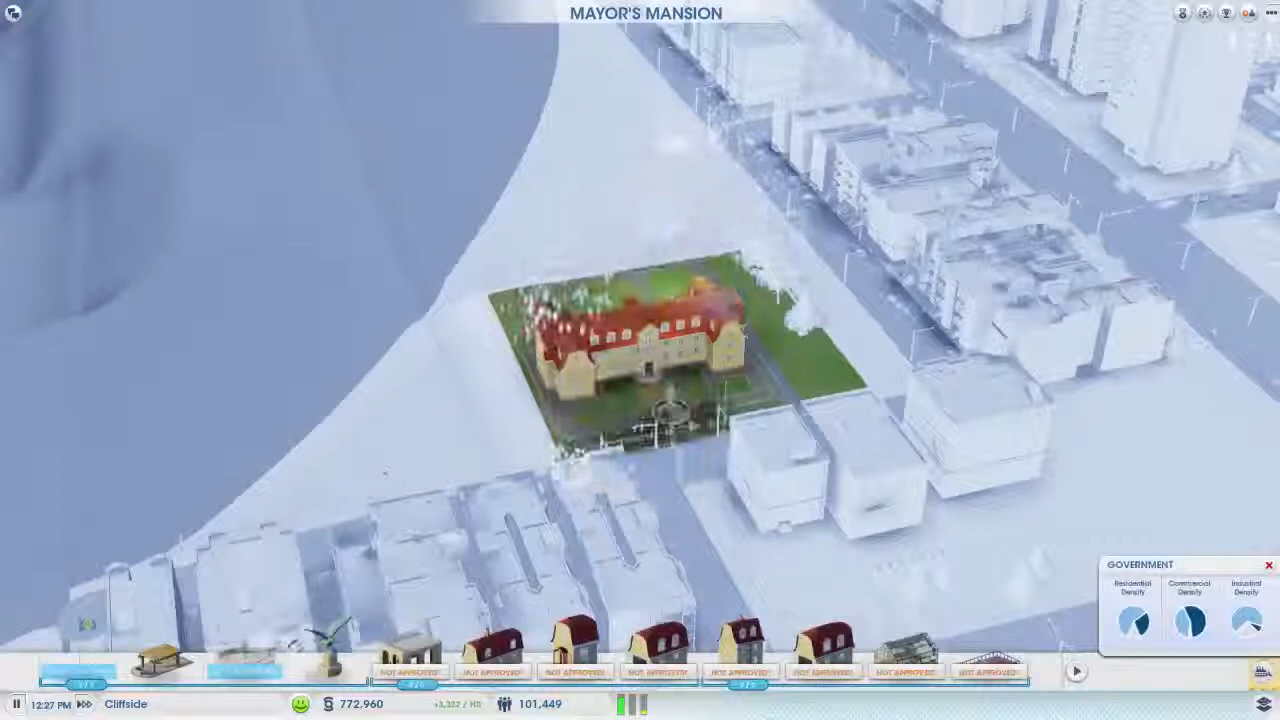 MAYOR'S MANSION
GOVERNMENT
Residential Density
Commercial Density
Industrial Density
NOT APPROVED NOT APPROVED NOT APPROVED NOT APPROVED NOT APPROVED NOT APPROVED NOT APPROVED NOT APPROVED
12:27 PM Cliffside 772,960 101,449